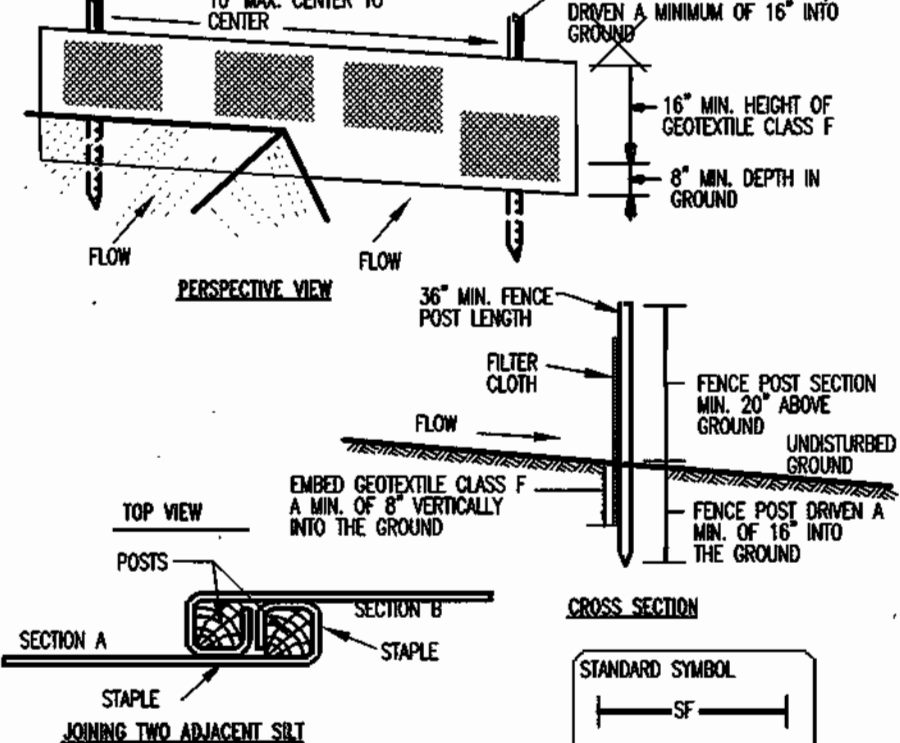 MAX. CENTER TO
CENTER
DRIVEN A MINIMUM OF 16" INTO
GROUND
16" MIN. HEIGHT OF
GEOTEXTILE CLASS F
8" MIN. DEPTH IN
GROUND
FLOW
FLOW
PERSPECTIVE VIEW
36" MIN. FENCE
POST LENGTH
FILTER
CLOTH
FENCE POST SECTION
MIN. 20" ABOVE
GROUND
FLOW
UNDISTURBED
GROUND
EMBED GEOTEXTILE CLASS F
A MIN. OF 8" VERTICALLY
INTO THE GROUND
FENCE POST DRIVEN A
MIN. OF 16" INTO
THE GROUND
CROSS SECTION
TOP VIEW
POSTS
SECTION B
SECTION A
STAPLE
STAPLE
JOINING TWO ADJACENT SILT
STANDARD SYMBOL
SF